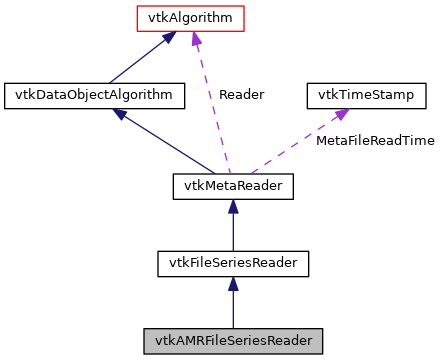 vtkAlgorithm
vtkDataObjectAlgorithm
Reader
vtkTimeStamp
MetaFileReadTime
vtkMetaReader
vtkFileSeriesReader
vtkAMRFileSeriesReader